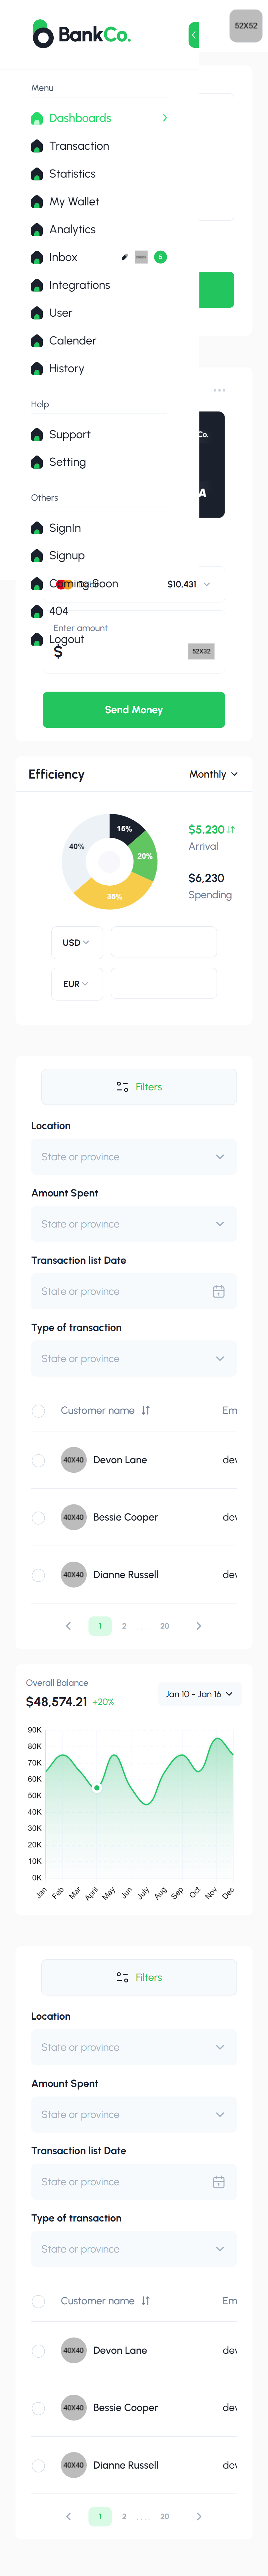 BankCo.
52X52
Menu
Dashboards
Transaction
Statistics
My Wallet
Analytics
Inbox
5
Integrations
User
Calender
History
Co.
Help
Support
Setting
A
Others
SignIn
Signup
Coming Soon
$10,431
404
Enter amount
Logout
$
52X32
Send Money
Efficiency
Monthly
15%
40%
20%
35%
$5,230
Arrival
$6,230
Spending
USD
EUR
Filters
Location
State or province
Amount Spent
State or province
Transaction list Date
State or province
Type of transaction
State or province
Customer name
Em
40X40 Devon Lane
dev
40X40 Bessie Cooper
dev
40X40 Dianne Russell
dev
1 2 .... 20
Overall Balance
$48,574.21 +20%
Jan 10 - Jan 16
90K
80K
70K
60K
50K
40K
30K
20K
10K
0K
Jan Feb Mar April May Jun July Aug Sep Oct Nov Dec
Filters
Location
State or province
Amount Spent
State or province
Transaction list Date
State or province
Type of transaction
State or province
Customer name
Em
40X40 Devon Lane
dev
40X40 Bessie Cooper
dev
40X40 Dianne Russell
dev
1 2 .... 20